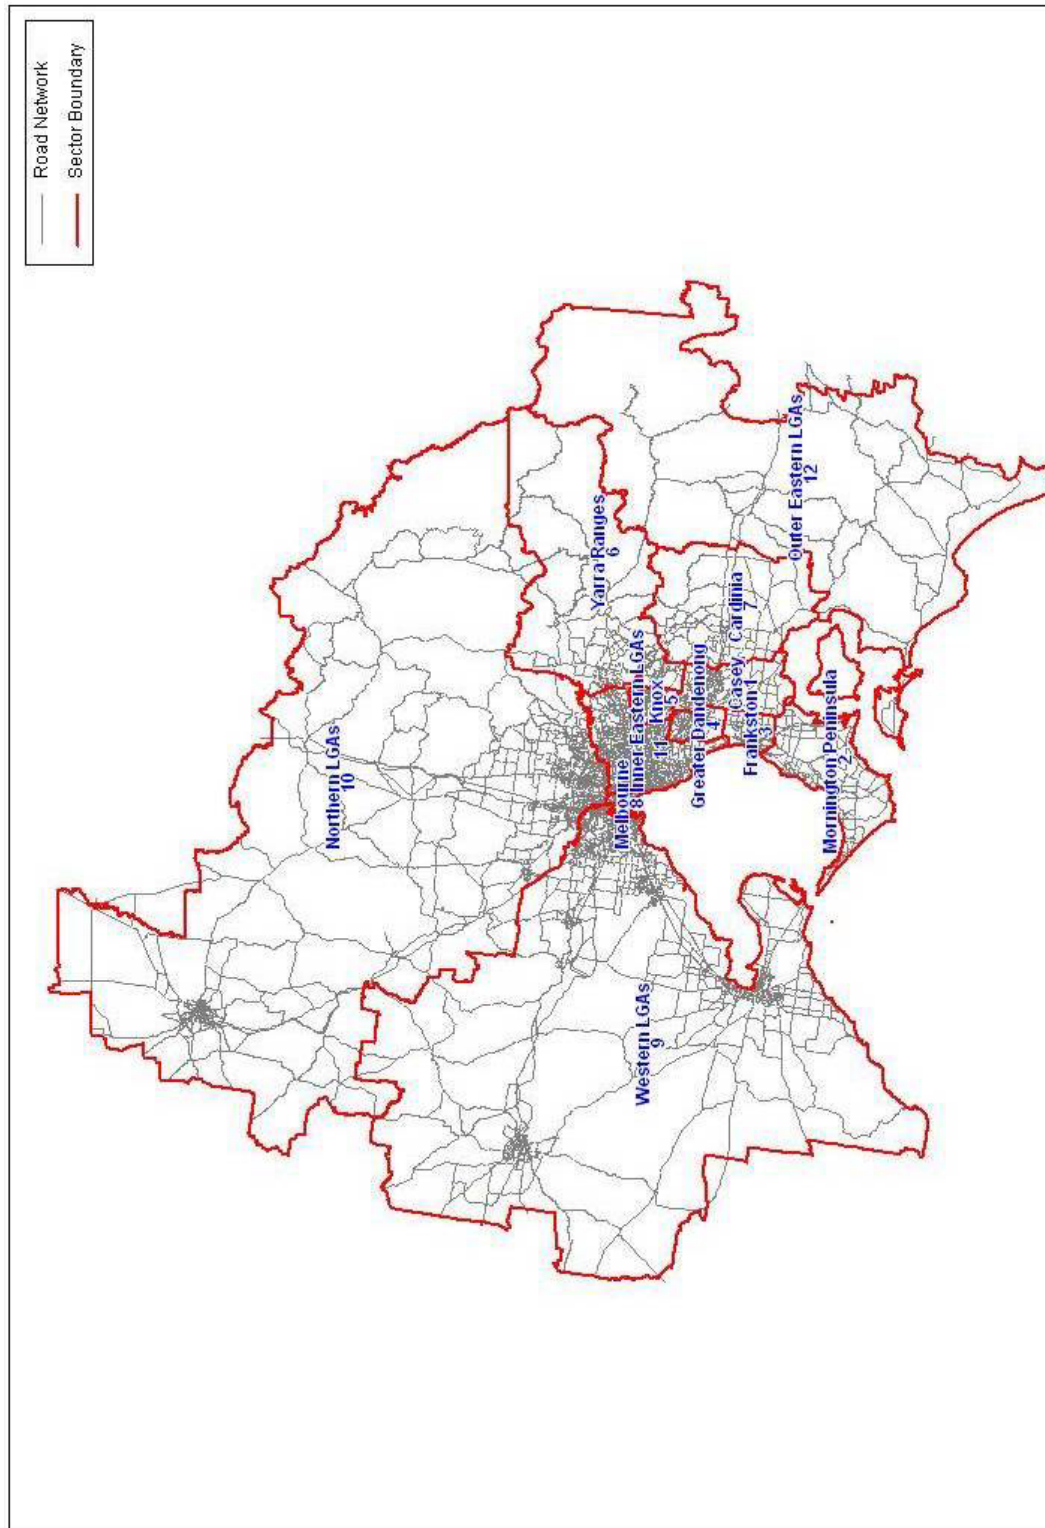 Road Network
Sector Boundary
Northern LGAs
10
Yarra Ranges
6
Melbourne
8
Inner Eastern LGAs
11
Knox
5
Western LGAs
9
Greater Dandenong
4
Casey
1
Cardinia
7
Frankston
3
Outer Eastern LGAs
12
Mornington Peninsula
2